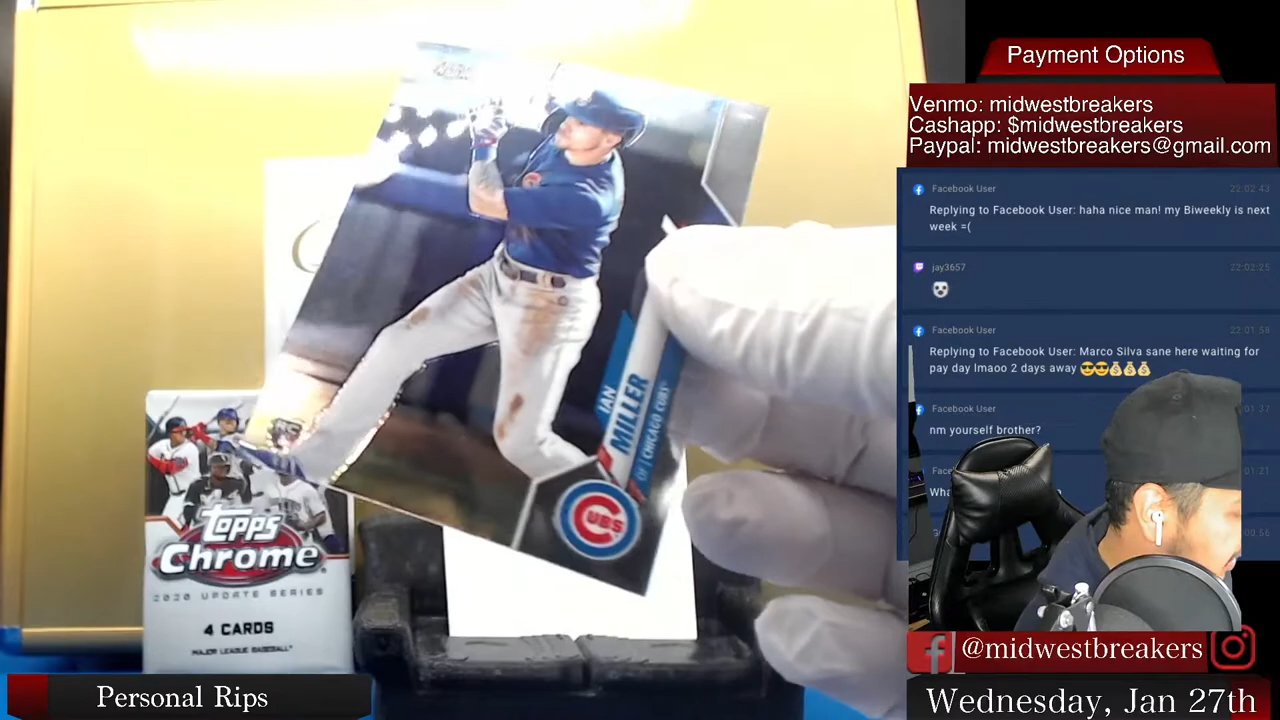 Payment Options
Venmo: midwestbreakers
Cashapp: $midwestbreakers
Paypal: midwestbreakers@gmail.com
Facebook User 22:02:43
Replying to Facebook User: haha nice man! my Biweekly is next
week =(
jay3657 22:02:25
Facebook User 22:01:58
Replying to Facebook User: Marco Silva sane here waiting for
pay day lmaoo 2 days away 😎😎💰💰💰
Facebook User
nm yourself brother?
IAN
MILLER
OF | CHICAGO CUBS
CUBS
Topps
Chrome
2020 UPDATE SERIES
4 CARDS
MAJOR LEAGUE BASEBALL
Personal Rips
@midwestbreakers
Wednesday, Jan 27th